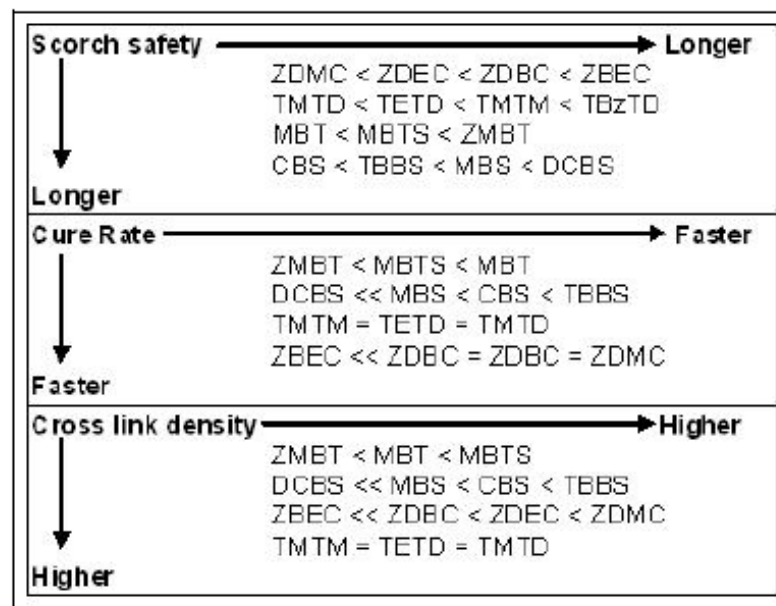 Scorch safety Longer
ZDMC < ZDEC < ZDBC < ZBEC
TMTD < TETD < TMTM < TBzTD
MBT < MBTS < ZMBT
CBS < TBBS < MBS < DCBS
Longer
Cure Rate Faster
ZMBT < MBTS < MBT
DCBS << MBS < CBS < TBBS
TMTM = TETD = TMTD
ZBEC << ZDBC = ZDBC = ZDMC
Faster
Cross link density Higher
ZMBT < MBT < MBTS
DCBS << MBS < CBS < TBBS
ZBEC << ZDBC < ZDEC < ZDMC
TMTM = TETD = TMTD
Higher